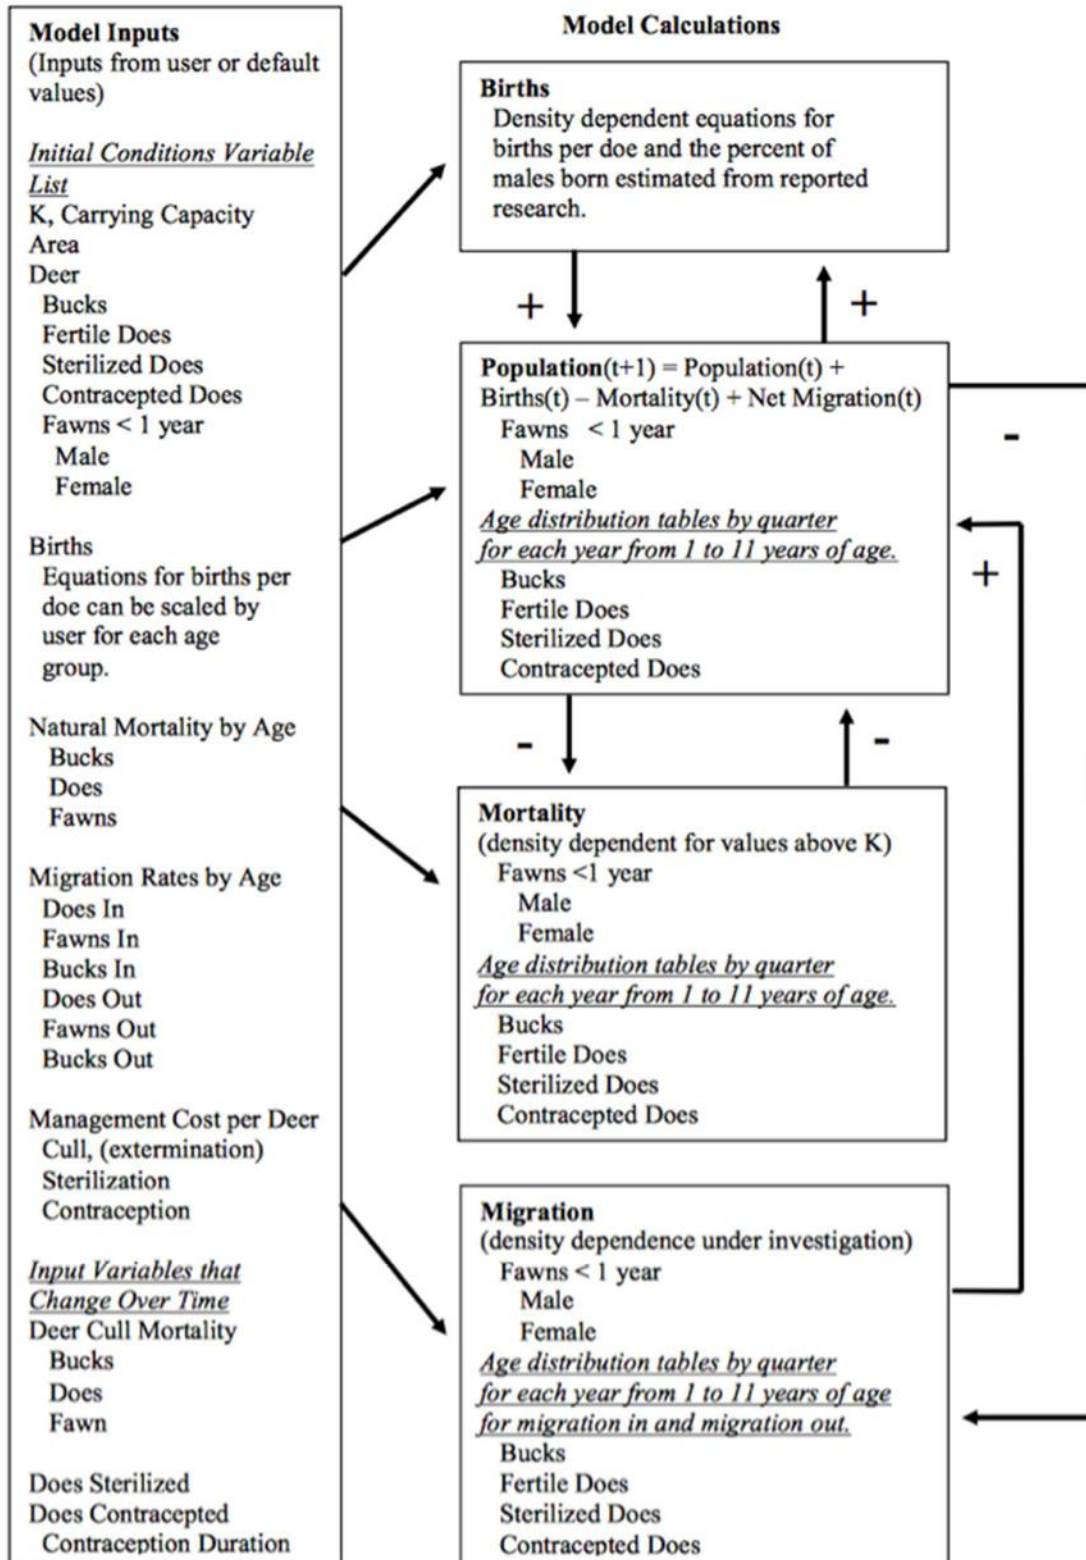 Model Inputs
(Inputs from user or default
values)
Initial Conditions Variable
List
K, Carrying Capacity
Area
Deer
Bucks
Fertile Does
Sterilized Does
Contracepted Does
Fawns < 1 year
Male
Female
Births
Equations for births per
doe can be scaled by
user for each age
group.
Natural Mortality by Age
Bucks
Does
Fawns
Migration Rates by Age
Does In
Fawns In
Bucks In
Does Out
Fawns Out
Bucks Out
Management Cost per Deer
Cull, (extermination)
Sterilization
Contraception
Input Variables that
Change Over Time
Deer Cull Mortality
Bucks
Does
Fawn
Does Sterilized
Does Contracepted
Contraception Duration
Model Calculations
Births
Density dependent equations for
births per doe and the percent of
males born estimated from reported
research.
+
+
Population(t+1) = Population(t) +
Births(t) – Mortality(t) + Net Migration(t)
Fawns < 1 year
Male
Female
Age distribution tables by quarter
for each year from 1 to 11 years of age.
Bucks
Fertile Does
Sterilized Does
Contracepted Does
-
+
-
-
Mortality
(density dependent for values above K)
Fawns <1 year
Male
Female
Age distribution tables by quarter
for each year from 1 to 11 years of age.
Bucks
Fertile Does
Sterilized Does
Contracepted Does
Migration
(density dependence under investigation)
Fawns < 1 year
Male
Female
Age distribution tables by quarter
for each year from 1 to 11 years of age
for migration in and migration out.
Bucks
Fertile Does
Sterilized Does
Contracepted Does